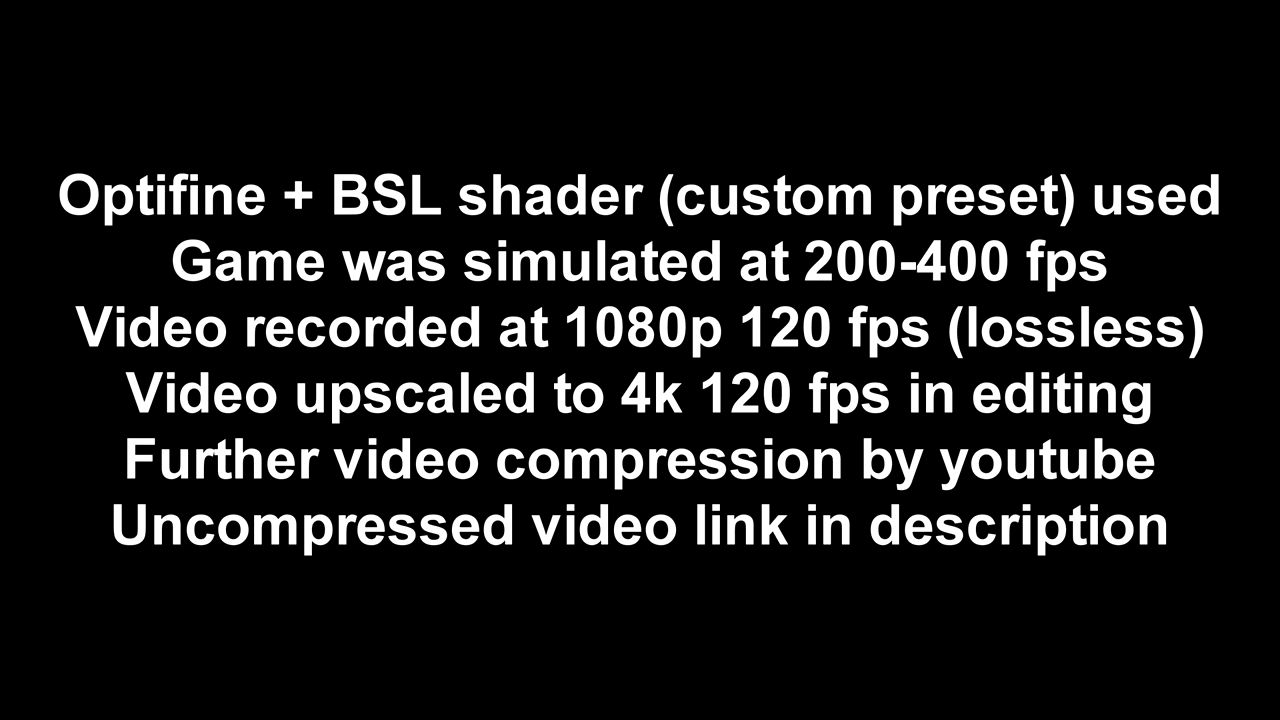 Optifine + BSL shader (custom preset) used
Game was simulated at 200-400 fps
Video recorded at 1080p 120 fps (lossless)
Video upscaled to 4k 120 fps in editing
Further video compression by youtube
Uncompressed video link in description